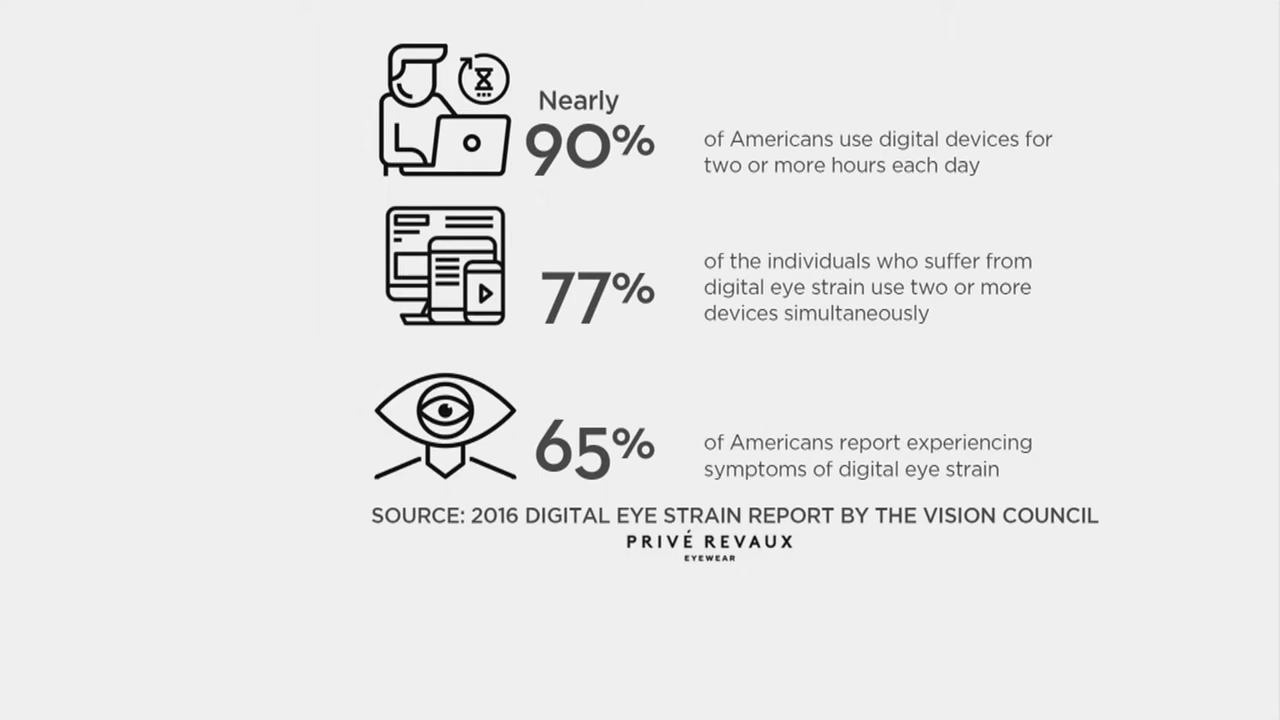 Nearly
90%
of Americans use digital devices for
two or more hours each day
77%
of the individuals who suffer from
digital eye strain use two or more
devices simultaneously
65%
of Americans report experiencing
symptoms of digital eye strain
SOURCE: 2016 DIGITAL EYE STRAIN REPORT BY THE VISION COUNCIL
PRIVÉ REVAUX
EYEWEAR